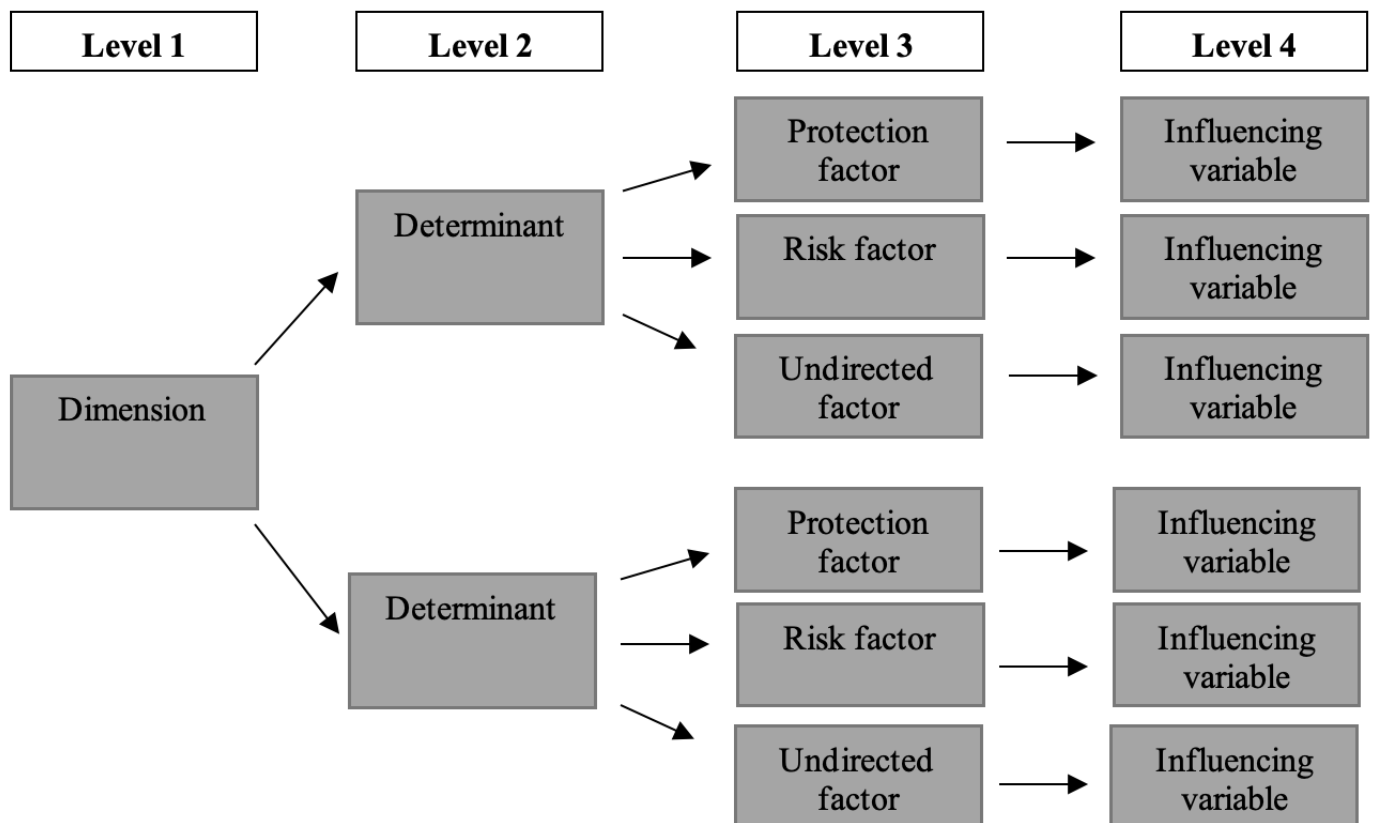 Level 1
Level 2
Level 3
Level 4
Dimension
Determinant
Protection
factor
Influencing
variable
Risk factor
Influencing
variable
Undirected
factor
Influencing
variable
Determinant
Protection
factor
Influencing
variable
Risk factor
Influencing
variable
Undirected
factor
Influencing
variable